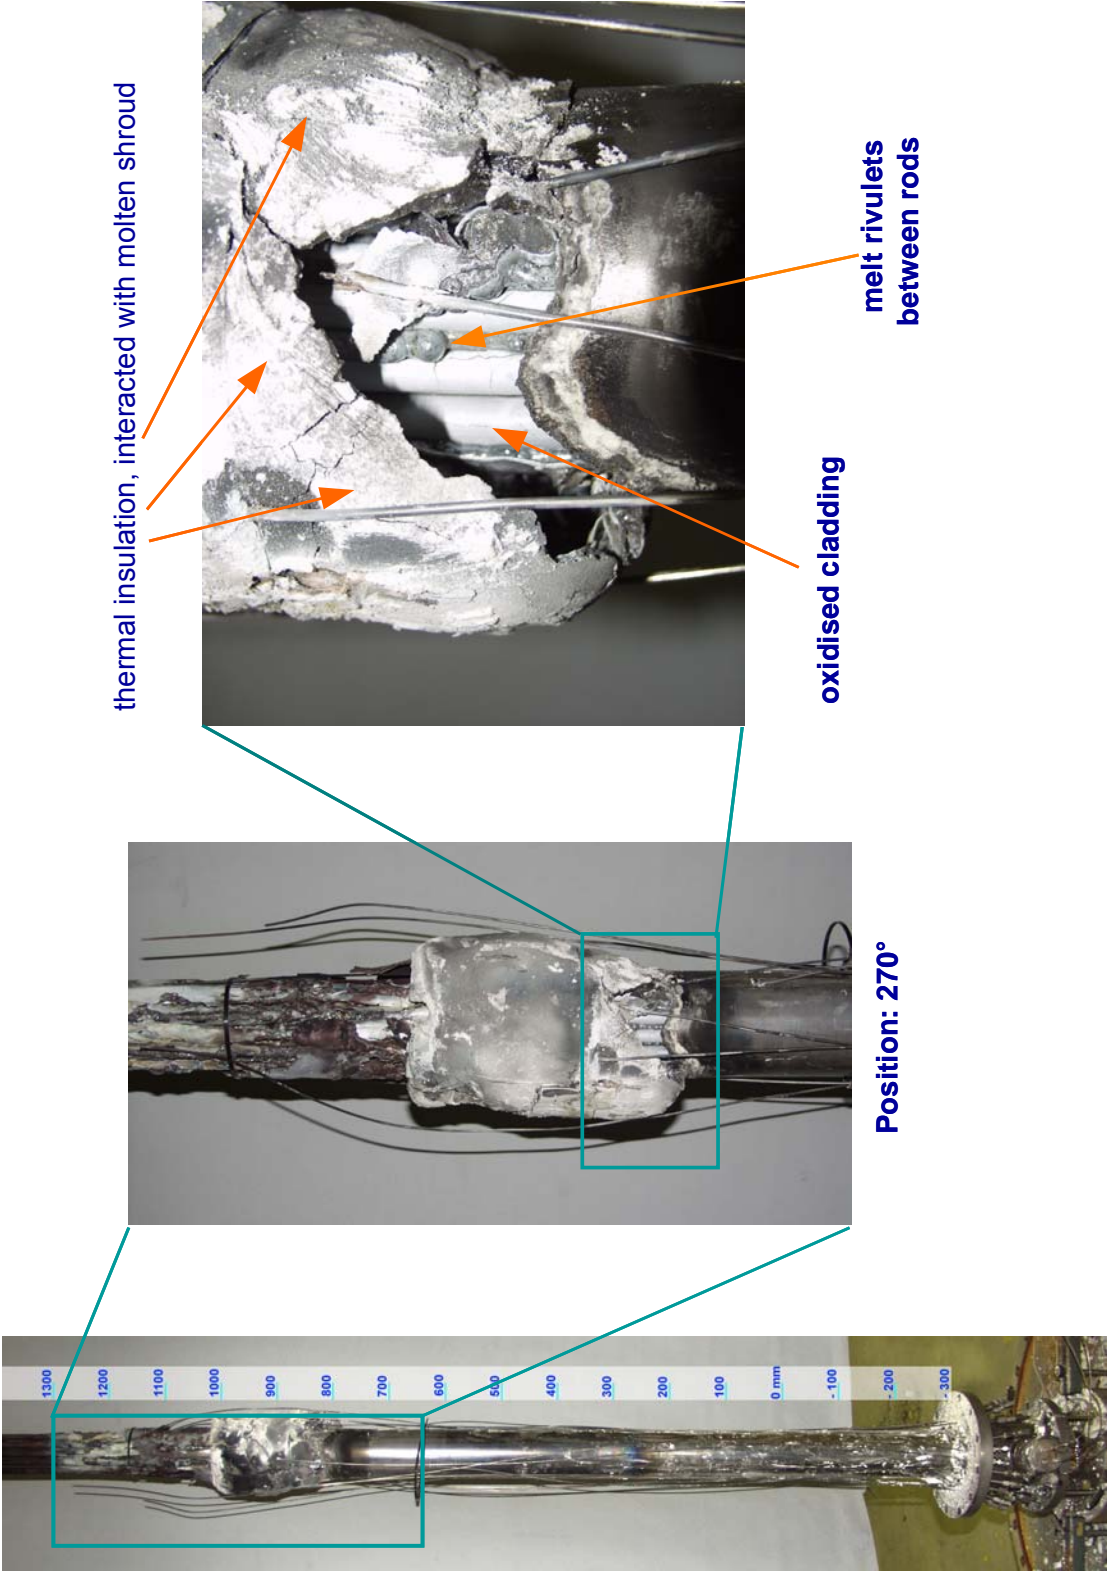 thermal insulation, interacted with molten shroud
melt rivulets
between rods
oxidised cladding
Position: 270°
1300
1200
1100
1000
900
800
700
600
500
400
300
200
100
0 mm
- 100
- 200
- 300